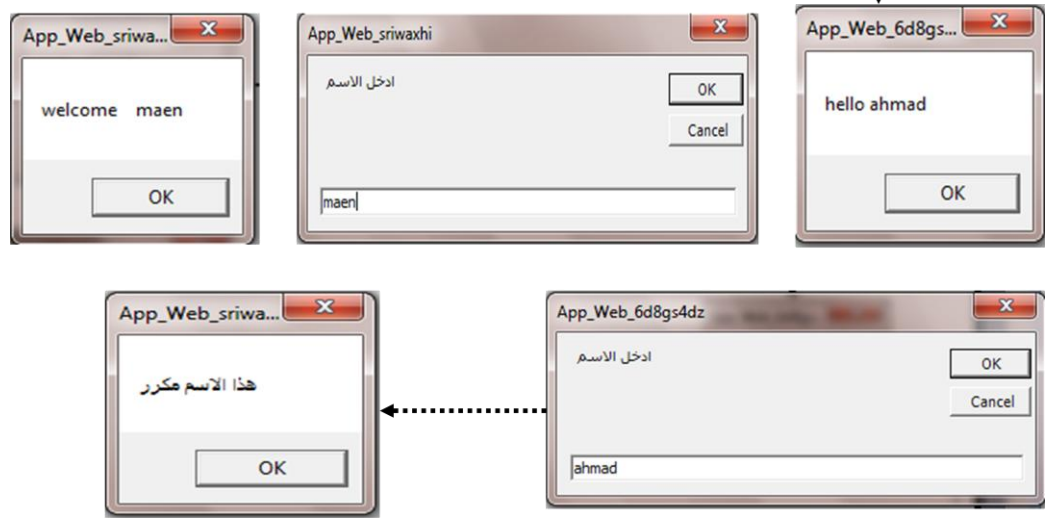 App_Web_sriwa...
welcome maen
OK
App_Web_sriwaxhi
ادخل الاسم
OK
Cancel
maen
App_Web_6d8gs...
hello ahmad
OK
App_Web_sriwa...
هذا الاسم مكرر
OK
App_Web_6d8gs4dz
ادخل الاسم
OK
Cancel
ahmad